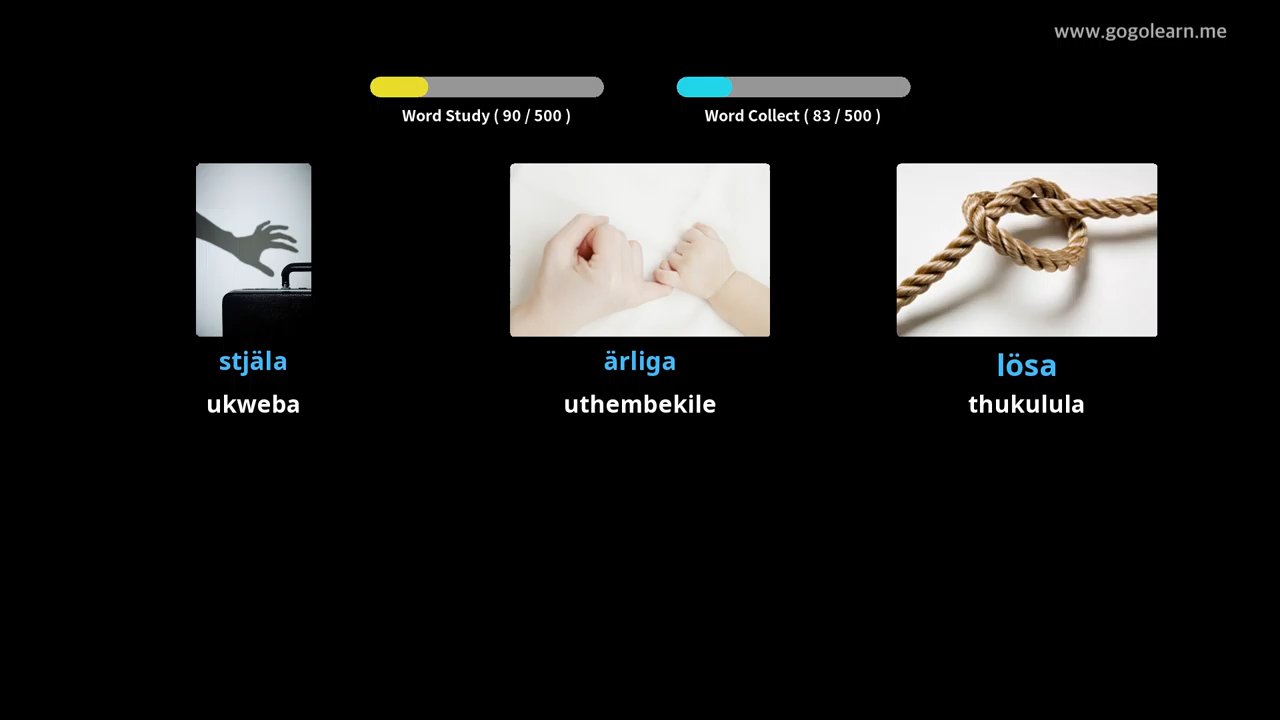 www.gogolearn.me
Word Study ( 90 / 500 )
Word Collect ( 83 / 500 )
stjäla
ärliga
lösa
ukweba
uthembekile
thukulula